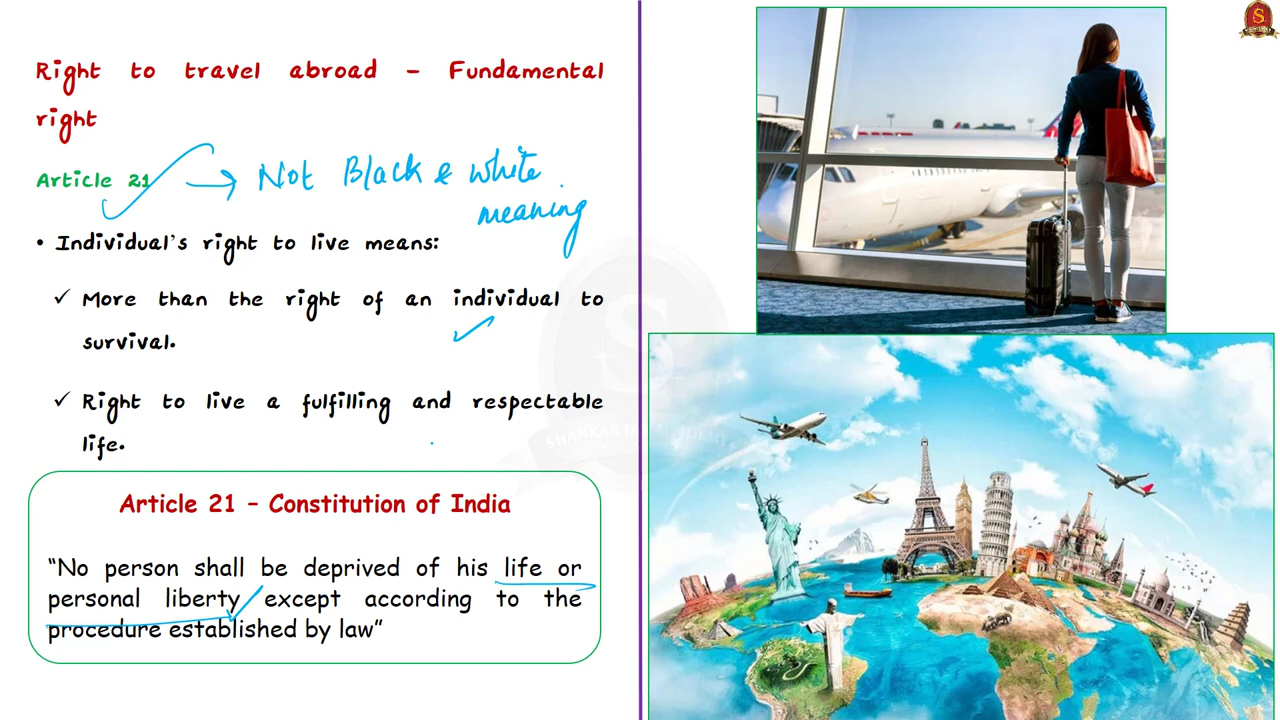 Right to travel abroad – Fundamental
right
Article 21 → Not Black & white
meaning
• Individual's right to live means:
✓ More than the right of an individual to
survival.
✓ Right to live a fulfilling and respectable
life.
Article 21 – Constitution of India
“No person shall be deprived of his life or
personal liberty except according to the
procedure established by law”